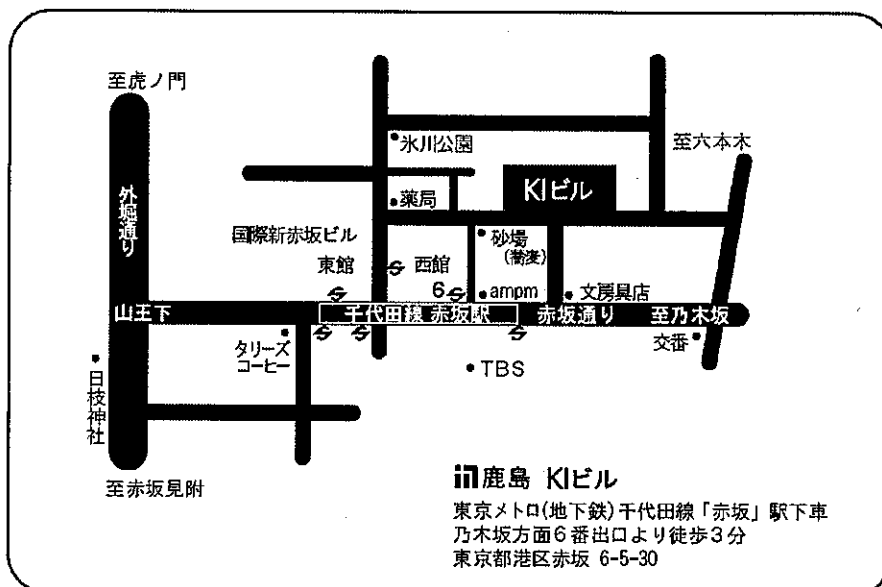 至虎ノ門
外堀通り
氷川公園
至六本木
KIビル
薬局
国際新赤坂ビル
東館
西館
砂場
(蕎麦)
6
ampm
文房具店
山王下
千代田線 赤坂駅
赤坂通り
至乃木坂
タリーズ
コーヒー
交番
TBS
日枝神社
至赤坂見附
鹿島 KIビル
東京メトロ(地下鉄)千代田線「赤坂」駅下車
乃木坂方面6番出口より徒歩3分
東京都港区赤坂 6-5-30